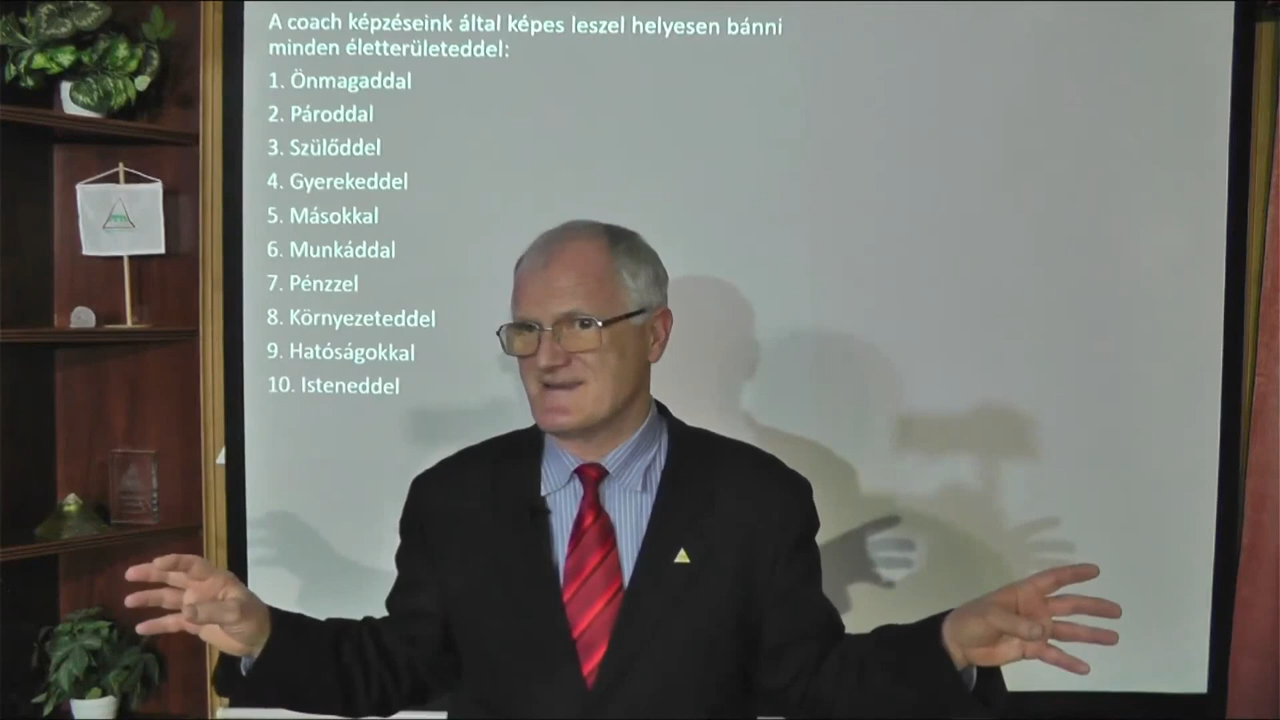 A coach képzéseink által képes leszel helyesen bánni
minden életterületeddel:
1. Önmagaddal
2. Pároddal
3. Szülőddel
4. Gyerekeddel
5. Másokkal
6. Munkáddal
7. Pénzzel
8. Környezeteddel
9. Hatóságokkal
10. Isteneddel